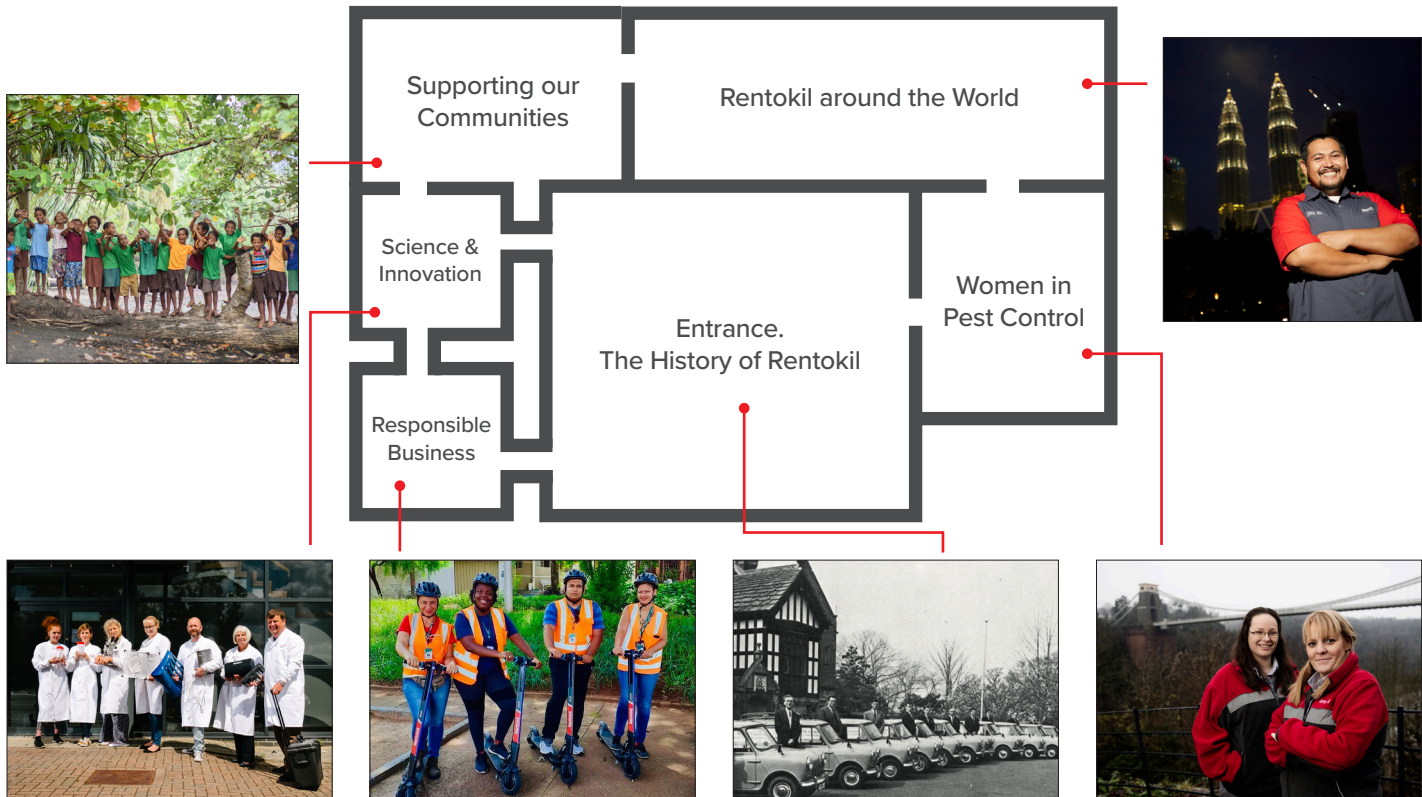 Supporting our
Communities
Rentokil around the World
Science &
Innovation
Women in
Pest Control
Entrance.
The History of Rentokil
Responsible
Business